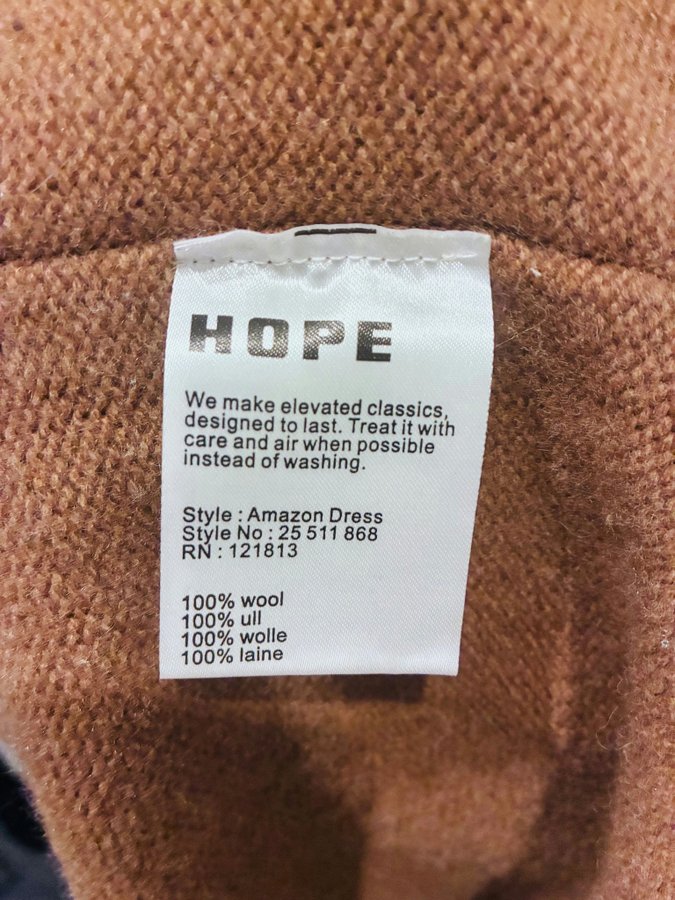 HOPE
We make elevated classics,
designed to last. Treat it with
care and air when possible
instead of washing.
Style : Amazon Dress
Style No : 25 511 868
RN : 121813
100% wool
100% ull
100% wolle
100% laine